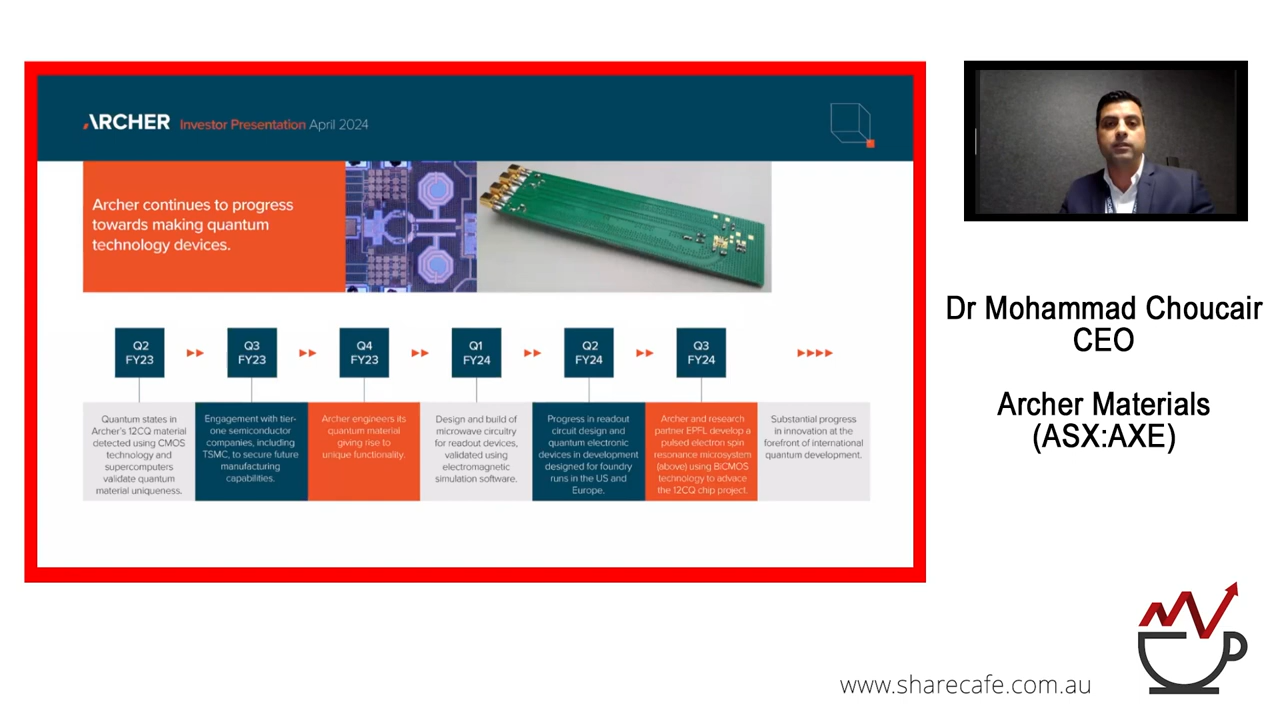 ARCHER Investor Presentation April 2024
Archer continues to progress
towards making quantum
technology devices.
Q2
FY23
Q3
FY23
Q4
FY23
Q1
FY24
Q2
FY24
Q3
FY24
Quantum states in
Archer's 12CQ material
detected using CMOS
technology and
supercomputers
validate quantum
material uniqueness.
Engagement with tier-
one semiconductor
companies, including
TSMC, to secure future
manufacturing
capabilities.
Archer engineers its
quantum material
giving rise to
unique functionality.
Design and build of
microwave circuitry
for readout devices,
validated using
electromagnetic
simulation software.
Progress in readout
circuit design and
quantum electronic
devices in development
designed for foundry
runs in the US and
Europe.
Archer and research
partner EPFL develop a
pulsed electron spin
resonance microsystem
(above) using BiCMOS
technology to advace
the 12CQ chip project.
Substantial progress
in innovation at the
forefront of international
quantum development.
Dr Mohammad Choucair
CEO
Archer Materials
(ASX:AXE)
www.sharecafe.com.au